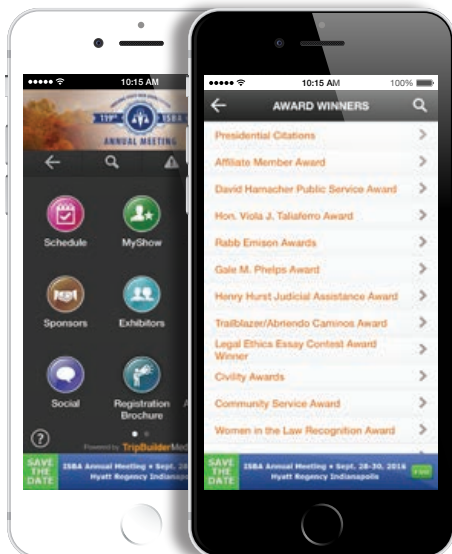 10:15 AM
119TH ISBA
ANNUAL MEETING
Schedule
MyShow
Sponsors
Exhibitors
Social
Registration
Brochure
?
Powered by TripBuilderMed
SAVE
THE
DATE
ISBA Annual Meeting • Sept. 28
Hyatt Regency Indianapolis
10:15 AM
100%
AWARD WINNERS
Presidential Citations
Affiliate Member Award
David Hamacher Public Service Award
Hon. Viola J. Taliaferro Award
Rabb Emison Awards
Gale M. Phelps Award
Henry Hurst Judicial Assistance Award
Trailblazer/Abriendo Caminos Award
Legal Ethics Essay Contest Award
Winner
Civility Awards
Community Service Award
Women in the Law Recognition Award
SAVE
THE
DATE
ISBA Annual Meeting • Sept. 28-30, 2016
Hyatt Regency Indianapolis